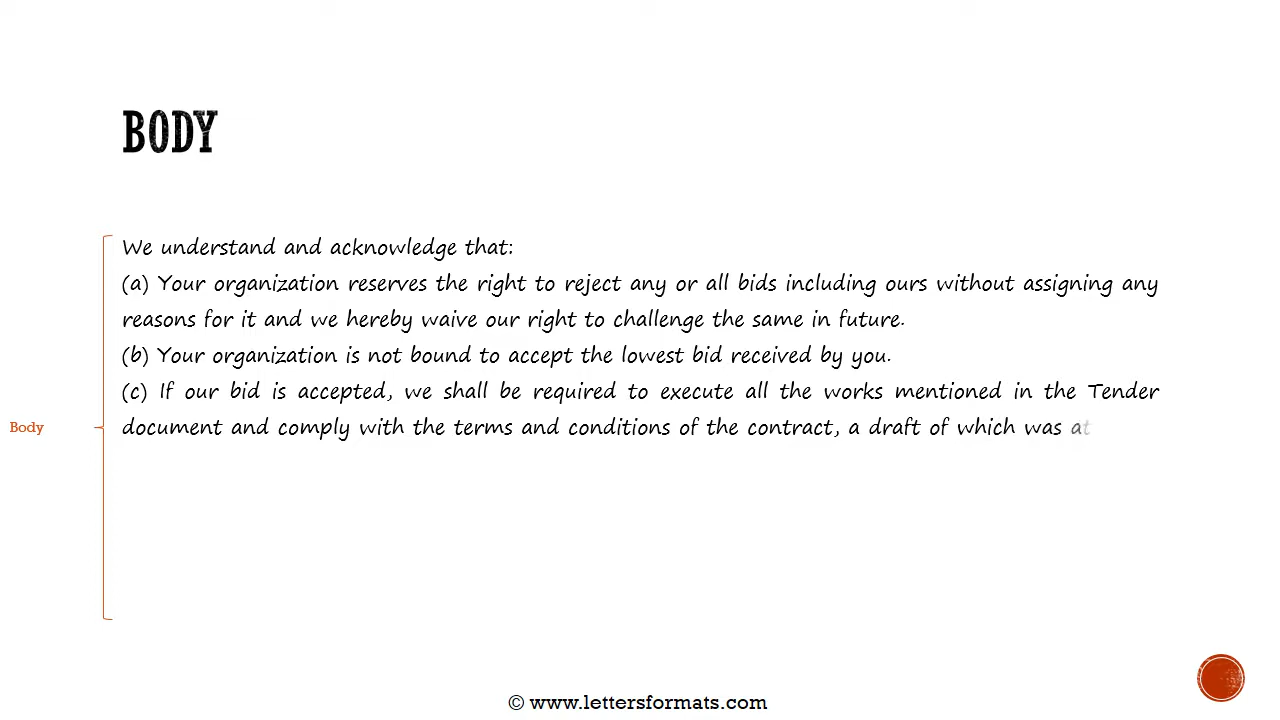 BODY
We understand and acknowledge that:
(a) Your organization reserves the right to reject any or all bids including ours without assigning any
reasons for it and we hereby waive our right to challenge the same in future.
(b) Your organization is not bound to accept the lowest bid received by you.
(c) If our bid is accepted, we shall be required to execute all the works mentioned in the Tender
Body
document and comply with the terms and conditions of the contract, a draft of which was
© www.lettersformats.com